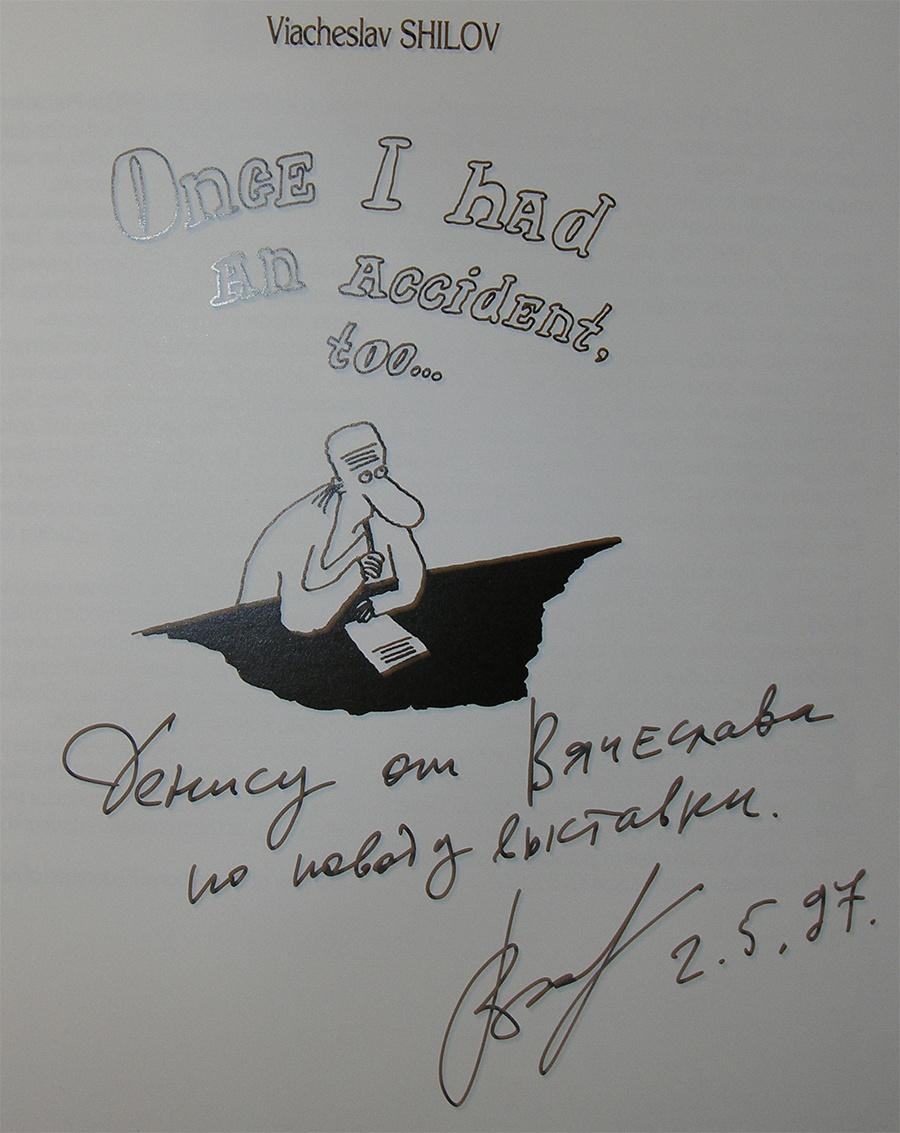 Viacheslav SHILOV
Once I had
an accident,
too...
Денису от Вячеслава
по поводу выставки.
2.5.97.